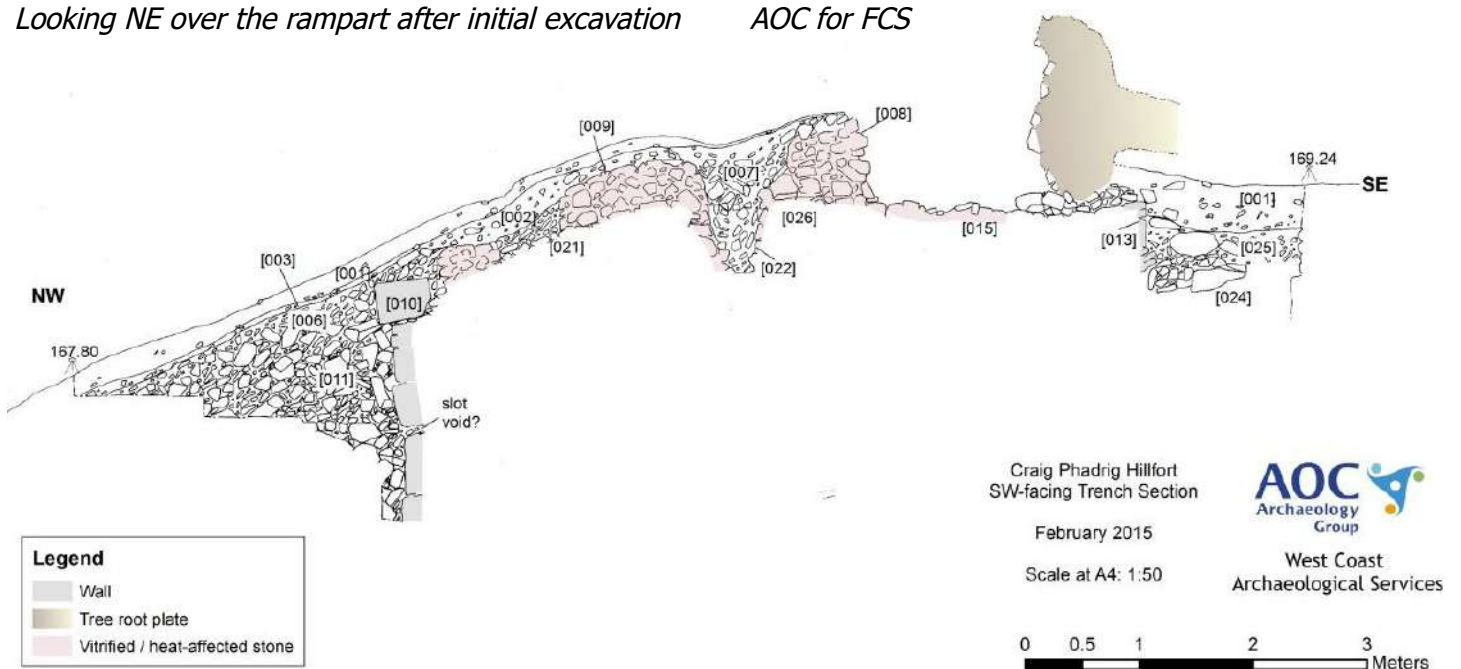 Looking NE over the rampart after initial excavation AOC for FCS
[008]
[009]
[007]
169.24
SE
[001]
[002]
[026]
[015]
[013]
[025]
[021]
[022]
[024]
[003]
[001]
NW
[010]
[006]
167.80
[011]
slot
void?
Craig Phadrig Hillfort
SW-facing Trench Section
February 2015
Scale at A4: 1:50
AOC
Archaeology
Group
West Coast
Archaeological Services
Legend
Wall
Tree root plate
Vitrified / heat-affected stone
0 0.5 1 2 3
Meters